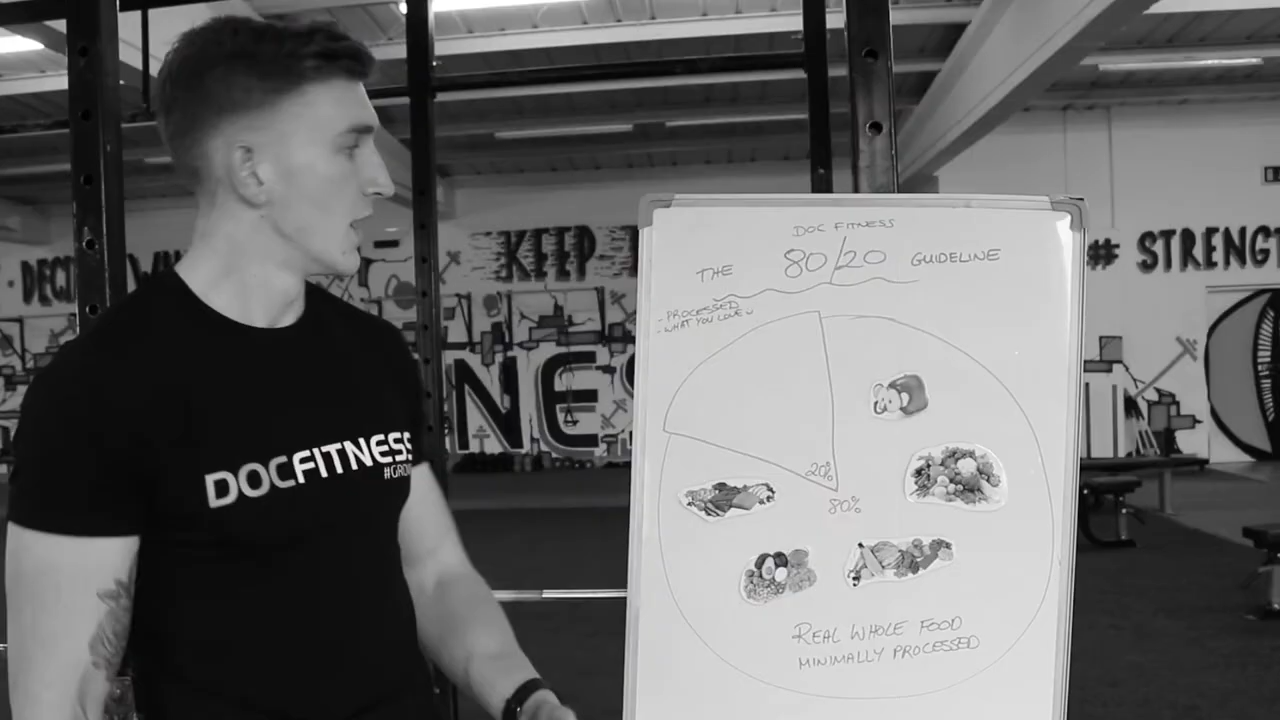 DOC FITNESS
THE 80/20 GUIDELINE
- PROCESSED
- WHAT YOU LOVE
20%
80%
REAL WHOLE FOOD
MINIMALLY PROCESSED
DOCFITNESS
KEEP
# STRENGT
NES